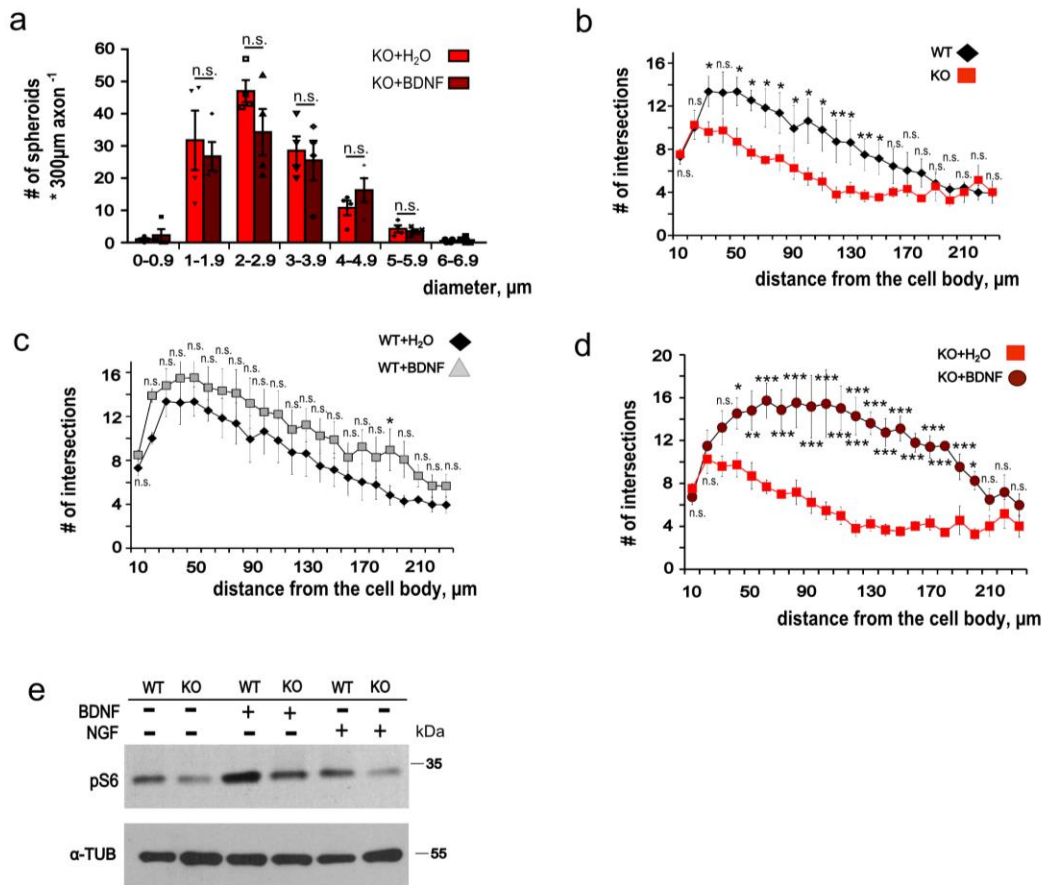 a
n.s.
n.s.
n.s.
n.s.
n.s.
KO+H₂O
KO+BDNF
# of spheroids
* 300µm axon ⁻¹
50
40
30
20
10
0
0-0.9 1-1.9 2-2.9 3-3.9 4-4.9 5-5.9 6-6.9
diameter, µm
b
WT
KO
# of intersections
16
12
8
4
0
n.s. n.s * n.s. * * * * * * * *** ** * * n.s. n.s. n.s. n.s. n.s. n.s. n.s.
10 50 90 130 170 210
distance from the cell body, µm
c
WT+H₂O
WT+BDNF
# of intersections
16
12
8
4
0
n.s. n.s. n.s. n.s. n.s. n.s. n.s. n.s. n.s. n.s. n.s. n.s. n.s. n.s. n.s. n.s. n.s. n.s. * n.s. n.s. n.s. n.s.
10 50 90 130 170 210
distance from the cell body, µm
d
KO+H₂O
KO+BDNF
# of intersections
20
16
12
8
4
0
n.s. * *** *** *** *** *** *** *** *** n.s. n.s.
n.s. n.s. ** *** *** *** *** *** *** *** * n.s.
10 50 90 130 170 210
distance from the cell body, µm
e
WT KO WT KO WT KO
BDNF - - + + - -
NGF - - - - + + kDa
pS6 35
α-TUB 55